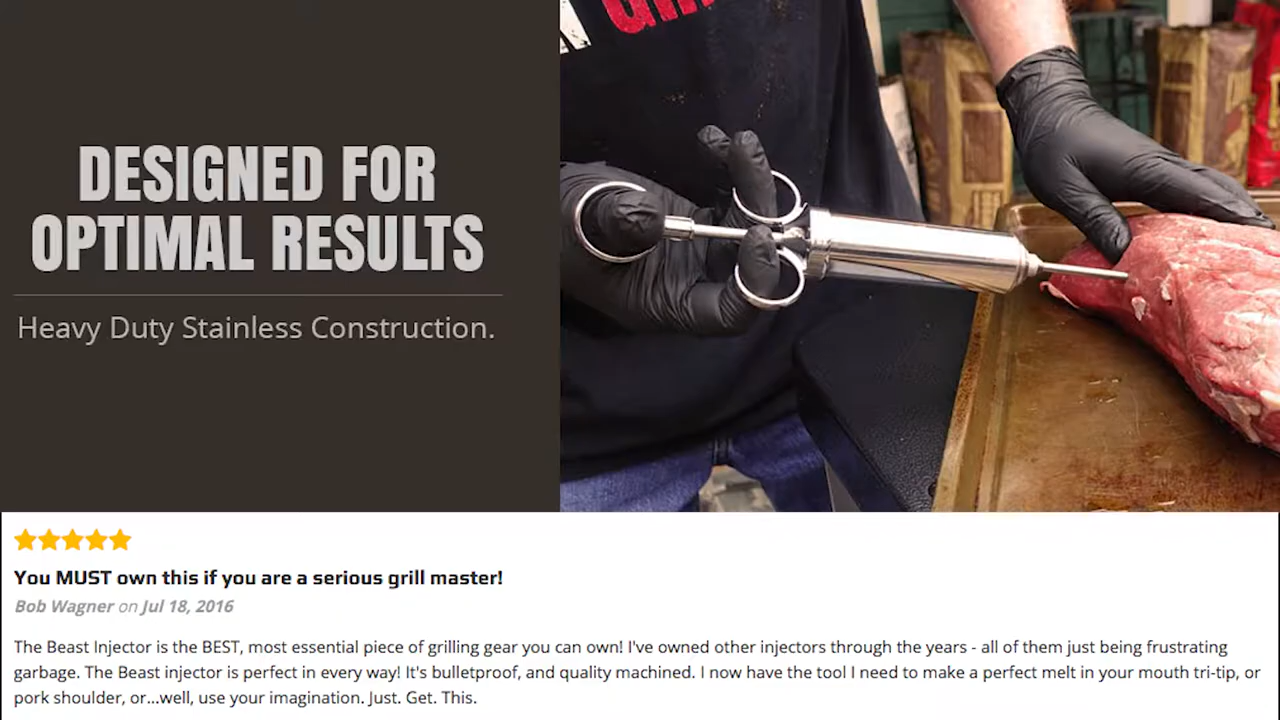 DESIGNED FOR
OPTIMAL RESULTS
Heavy Duty Stainless Construction.
You MUST own this if you are a serious grill master!
Bob Wagner on Jul 18, 2016
The Beast Injector is the BEST, most essential piece of grilling gear you can own! I've owned other injectors through the years - all of them just being frustrating
garbage. The Beast injector is perfect in every way! It's bulletproof, and quality machined. I now have the tool I need to make a perfect melt in your mouth tri-tip, or
pork shoulder, or...well, use your imagination. Just. Get. This.